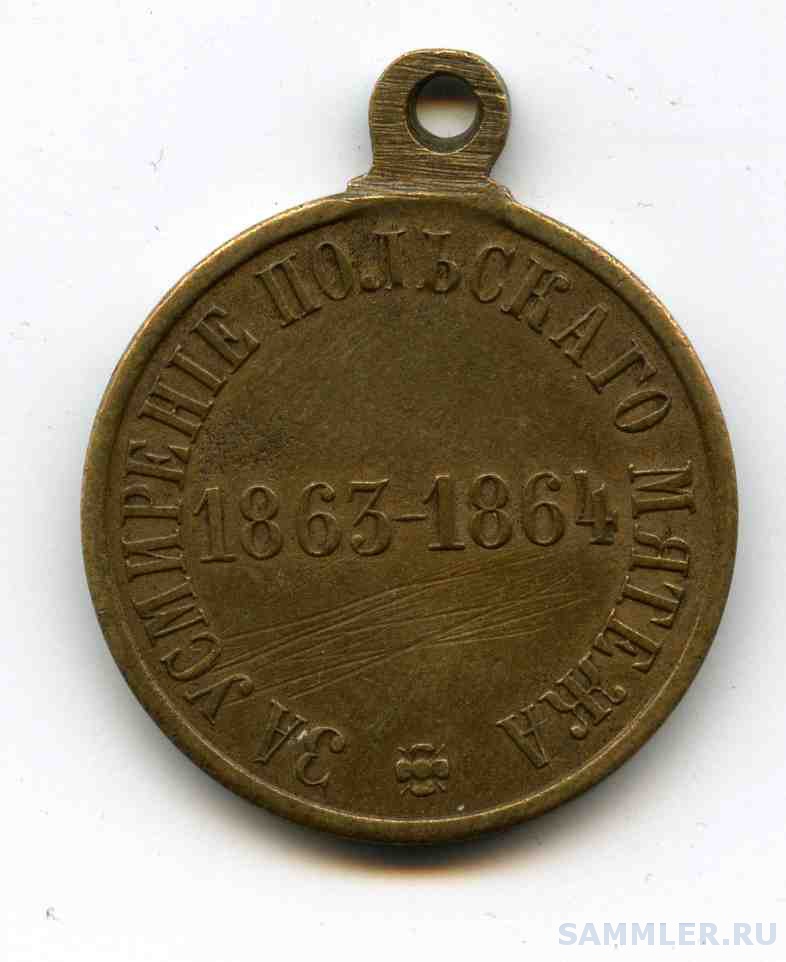 ЗА УСМИРЕНІЕ ПОЛЬСКАГО МЯТЕЖА
1863-1864
SAMMLER.RU